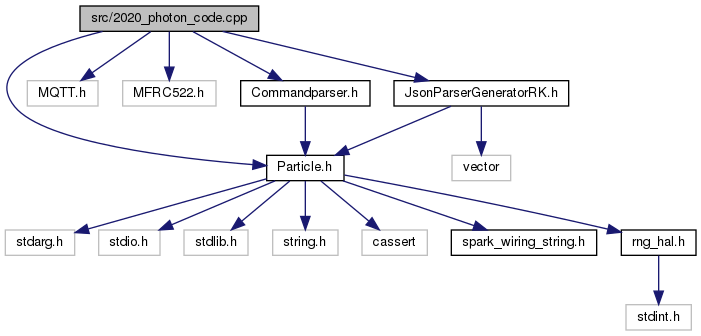 src/2020_photon_code.cpp
MQTT.h
MFRC522.h
Commandparser.h
JsonParserGeneratorRK.h
Particle.h
vector
stdarg.h
stdio.h
stdlib.h
string.h
cassert
spark_wiring_string.h
rng_hal.h
stdint.h